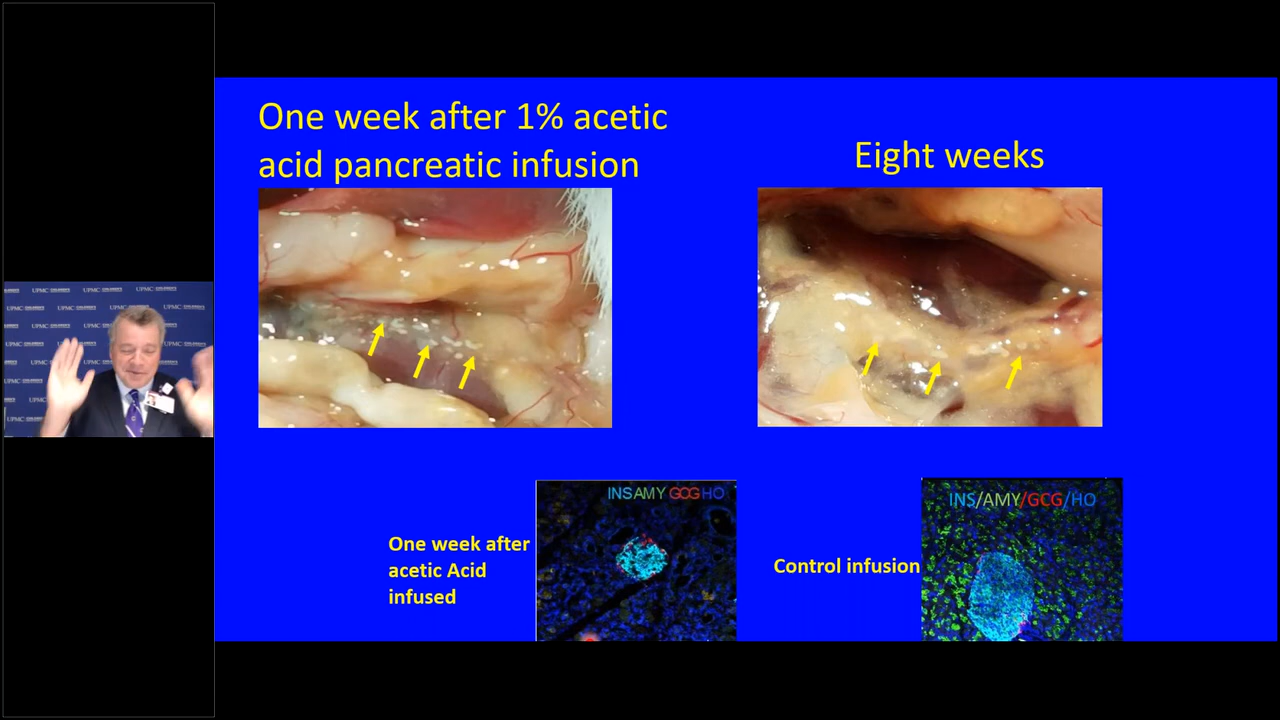 One week after 1% acetic
acid pancreatic infusion
Eight weeks
UPMC
INS AMY GCG HO
One week after
acetic Acid
infused
Control infusion
INS/AMY/GCG/HO